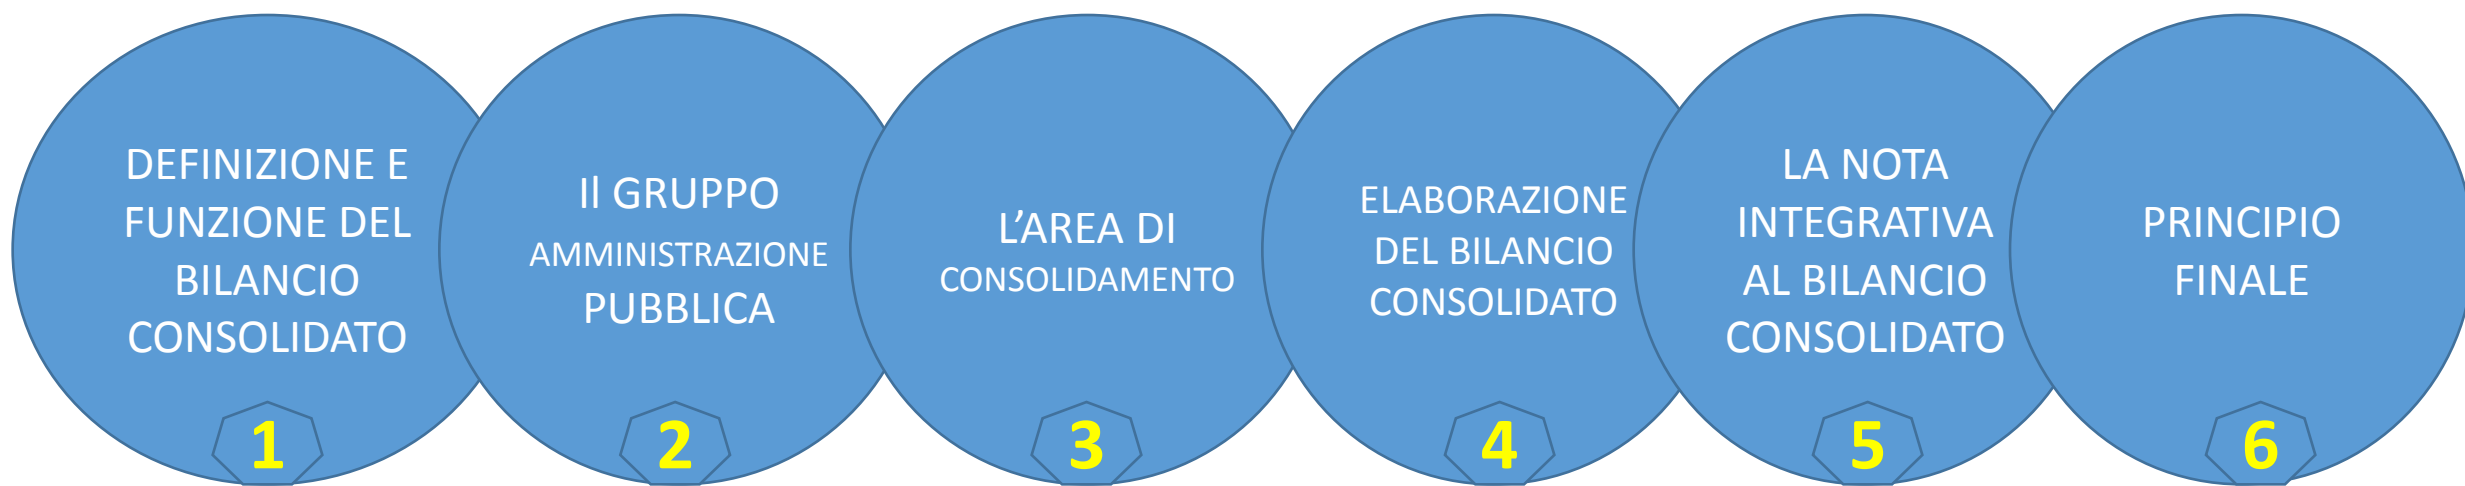 DEFINIZIONE E
FUNZIONE DEL
BILANCIO
CONSOLIDATO
1
Il GRUPPO
AMMINISTRAZIONE
PUBBLICA
2
L’AREA DI
CONSOLIDAMENTO
3
ELABORAZIONE
DEL BILANCIO
CONSOLIDATO
4
LA NOTA
INTEGRATIVA
AL BILANCIO
CONSOLIDATO
5
PRINCIPIO
FINALE
6